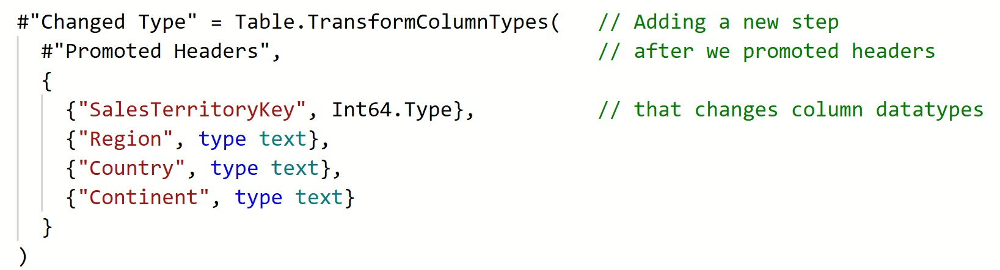 #"Changed Type" = Table.TransformColumnTypes(   // Adding a new step
  #"Promoted Headers",                          // after we promoted headers
  {
    {"SalesTerritoryKey", Int64.Type},          // that changes column datatypes
    {"Region", type text},
    {"Country", type text},
    {"Continent", type text}
  }
)